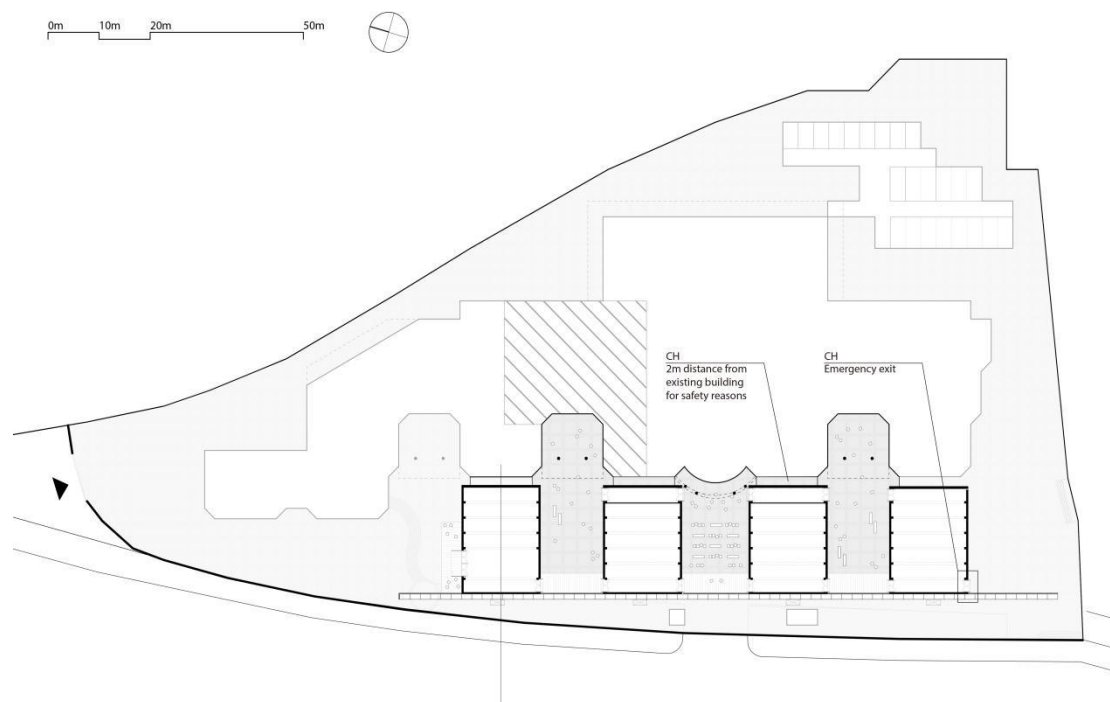 0m 10m 20m 50m
CH
2m distance from
existing building
for safety reasons
CH
Emergency exit